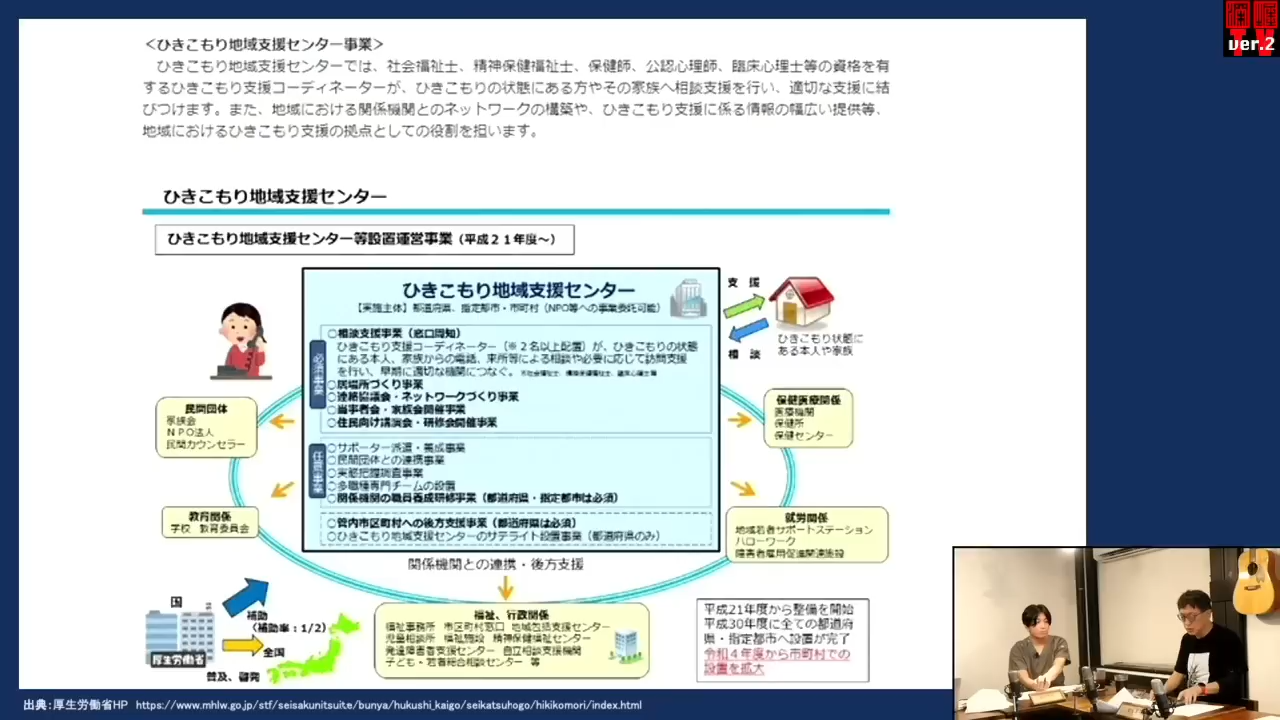 ＜ひきこもり地域支援センター事業＞
ひきこもり地域支援センターでは、社会福祉士、精神保健福祉士、保健師、公認心理師、臨床心理士等の資格を有
するひきこもり支援コーディネーターが、ひきこもりの状態にある方やその家族へ相談支援を行い、適切な支援に結
びつけます。また、地域における関係機関とのネットワークの構築や、ひきこもり支援に係る情報の幅広い提供等、
地域におけるひきこもり支援の拠点としての役割を担います。
ひきこもり地域支援センター
ひきこもり地域支援センター等設置運営事業（平成２１年度～）
ひきこもり地域支援センター
【実施主体】都道府県、指定都市・市町村（NPO等への事業委託可能）
必須事業
○相談支援事業（窓口周知）
ひきこもり支援コーディネーター（※２名以上配置）が、ひきこもりの状態
にある本人、家族からの電話、来所等による相談や必要に応じて訪問支援
を行い、早期に適切な機関につなぐ。 ※社会福祉士、精神保健福祉士、臨床心理士等
○居場所づくり事業
○連絡協議会・ネットワークづくり事業
○当事者会・家族会開催事業
○住民向け講演会・研修会開催事業
任意事業
○サポーター派遣・養成事業
○民間団体との連携事業
○実態把握調査事業
○多職種専門チームの設置
○関係機関の職員養成研修事業（都道府県・指定都市は必須）
○管内市区町村への後方支援事業（都道府県は必須）
○ひきこもり地域支援センターのサテライト設置事業（都道府県のみ）
関係機関との連携・後方支援
支 援
相 談
ひきこもり状態に
ある本人や家族
民間団体
家族会
ＮＰＯ法人
民間カウンセラー
保健医療関係
医療機関
保健所
保健センター
教育関係
学校 教育委員会
就労関係
地域若者サポートステーション
ハローワーク
障害者雇用促進関連施設
国
厚生労働省
補助
（補助率：1/2）
全国
普及、啓発
福祉、行政関係
福祉事務所 市区町村窓口 地域包括支援センター
児童相談所 福祉施設 精神保健福祉センター
発達障害者支援センター 自立相談支援機関
子ども・若者総合相談センター 等
平成21年度から整備を開始
平成30年度に全ての都道府
県・指定都市へ設置が完了
令和４年度から市町村での
設置を拡大
出典：厚生労働省HP https://www.mhlw.go.jp/stf/seisakunitsuite/bunya/hukushi_kaigo/seikatsuhogo/hikikomori/index.html
TV
ver.2